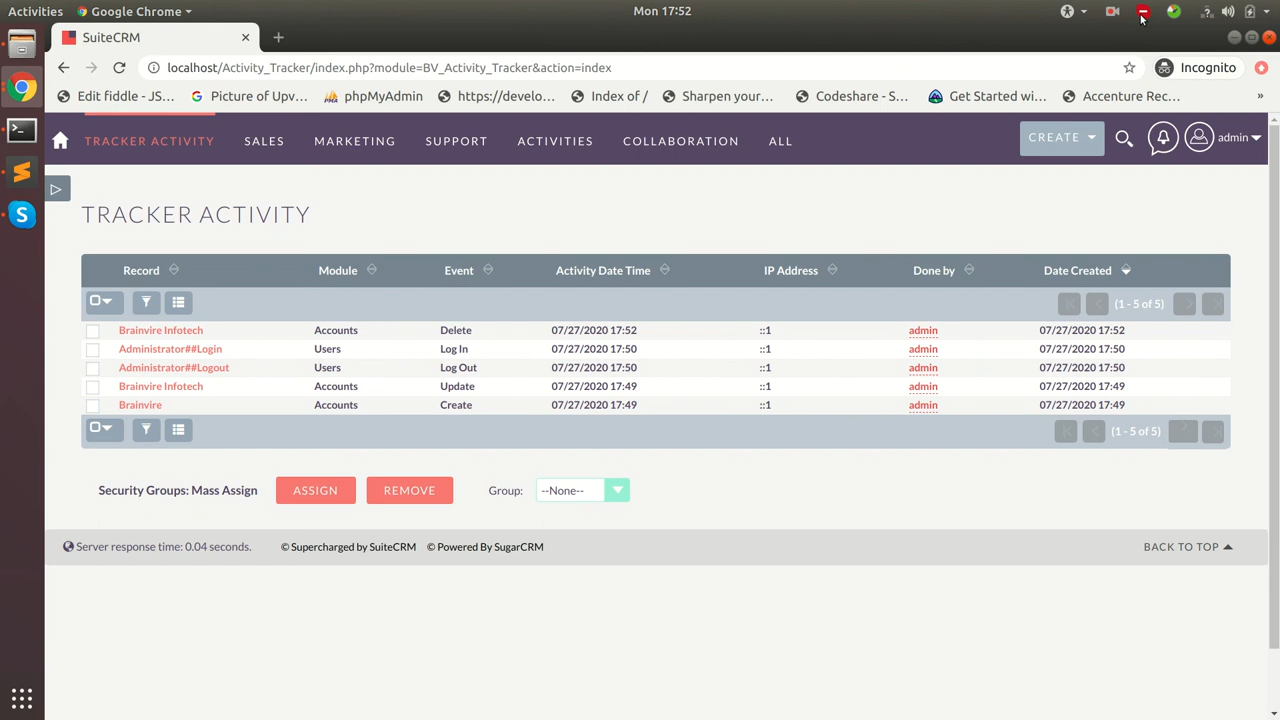 Activities Google Chrome Mon 17:52
SuiteCRM
localhost/Activity_Tracker/index.php?module=BV_Activity_Tracker&action=index Incognito
Edit fiddle - JS... Picture of Upv... phpMyAdmin https://develo... Index of / Sharpen your... Codeshare - S... Get Started wi... Accenture Rec... »
TRACKER ACTIVITY SALES MARKETING SUPPORT ACTIVITIES COLLABORATION ALL CREATE admin
TRACKER ACTIVITY
Record Module Event Activity Date Time IP Address Done by Date Created
(1 - 5 of 5)
Brainvire Infotech Accounts Delete 07/27/2020 17:52 ::1 admin 07/27/2020 17:52
Administrator##Login Users Log In 07/27/2020 17:50 ::1 admin 07/27/2020 17:50
Administrator##Logout Users Log Out 07/27/2020 17:50 ::1 admin 07/27/2020 17:50
Brainvire Infotech Accounts Update 07/27/2020 17:49 ::1 admin 07/27/2020 17:49
Brainvire Accounts Create 07/27/2020 17:49 ::1 admin 07/27/2020 17:49
(1 - 5 of 5)
Security Groups: Mass Assign ASSIGN REMOVE Group: --None--
Server response time: 0.04 seconds. © Supercharged by SuiteCRM © Powered By SugarCRM BACK TO TOP